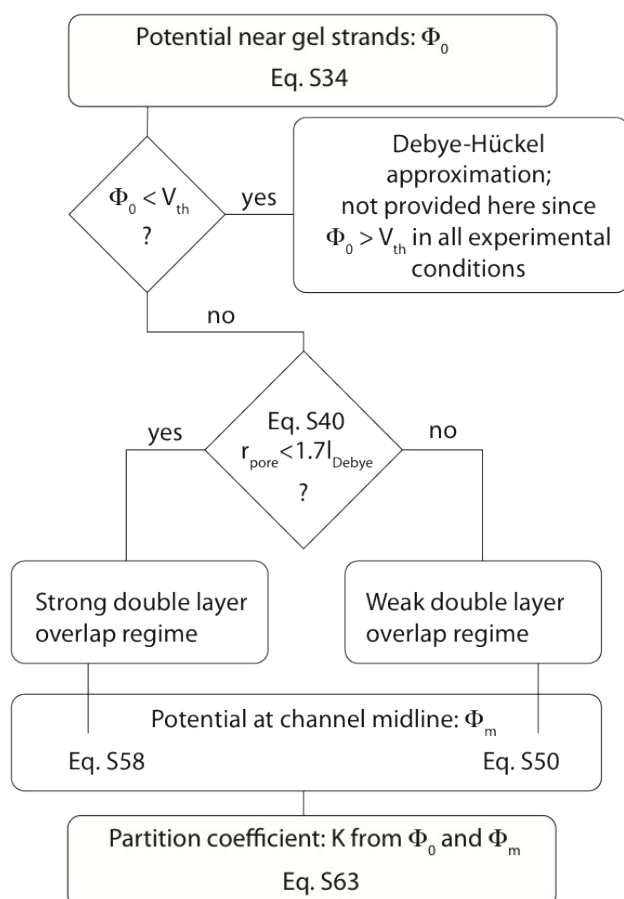 Potential near gel strands: Φ₀
Eq. S34
Φ₀ < Vₜₕ
?
yes
Debye-Hückel
approximation;
not provided here since
Φ₀ > Vₜₕ in all experimental
conditions
no
Eq. S40
r_pore<1.7l_Debye
?
yes
no
Strong double layer
overlap regime
Weak double layer
overlap regime
Potential at channel midline: Φₘ
Eq. S58
Eq. S50
Partition coefficient: K from Φ₀ and Φₘ
Eq. S63